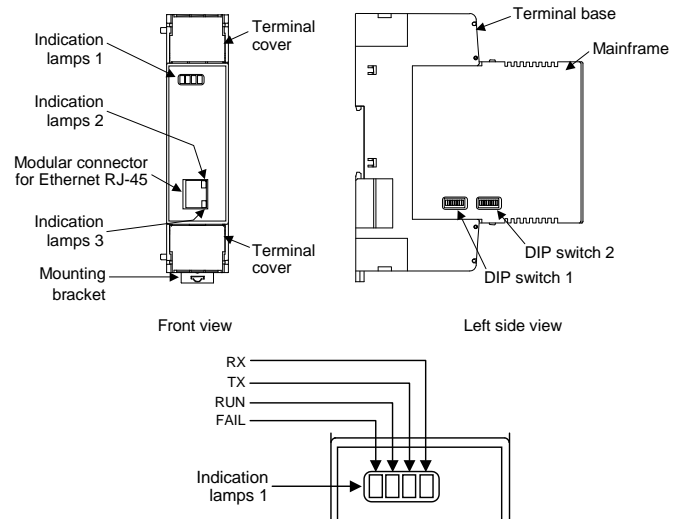 Indication
lamps 1
Terminal
cover
Indication
lamps 2
Modular connector
for Ethernet RJ-45
Indication
lamps 3
Mounting
bracket
Terminal
cover
Front view
Terminal base
Mainframe
DIP switch 2
DIP switch 1
Left side view
RX
TX
RUN
FAIL
Indication
lamps 1